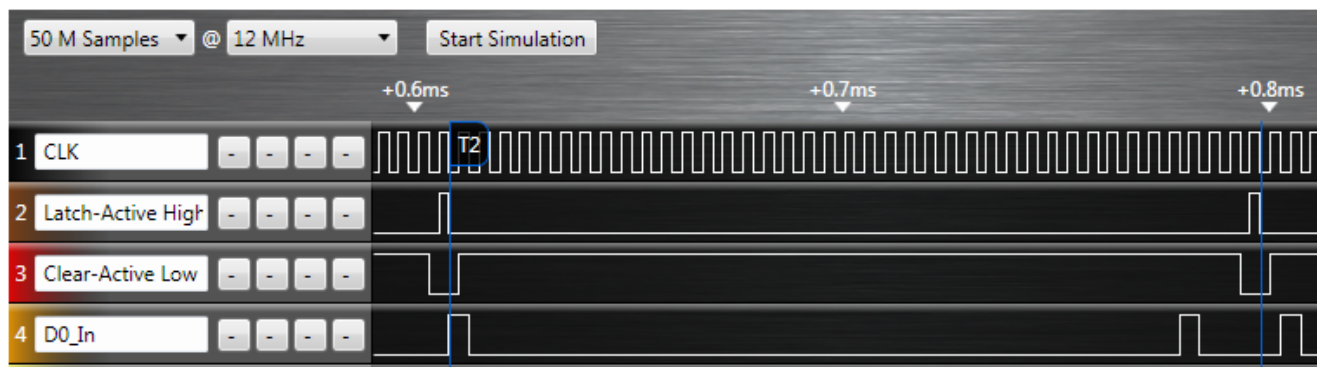 50 M Samples @ 12 MHz Start Simulation
+0.6ms +0.7ms +0.8ms
1 CLK - - - - T2
2 Latch-Active High - - - -
3 Clear-Active Low - - - -
4 D0_In - - - -